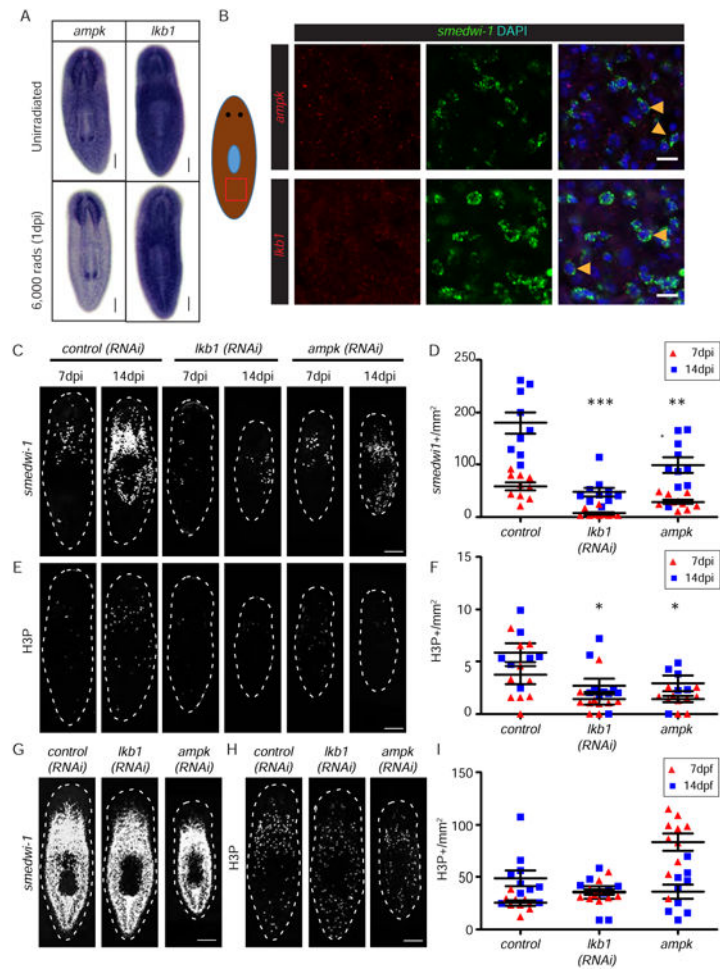 A
ampk
lkb1
Unirradiated
6,000 rads (1dpi)
B
smedwi-1 DAPI
ampk
lkb1
C
control (RNAi)
lkb1 (RNAi)
ampk (RNAi)
7dpi
14dpi
7dpi
14dpi
7dpi
14dpi
smedwi-1
D
7dpi
14dpi
smedwi1+/mm²
250
200
100
50
0
***
**
control
lkb1
(RNAi)
ampk
E
H3P
F
7dpi
14dpi
H3P+/mm²
15
10
5
0
*
*
control
lkb1
(RNAi)
ampk
G
control
(RNAi)
lkb1
(RNAi)
ampk
(RNAi)
smedwi-1
H
control
(RNAi)
lkb1
(RNAi)
ampk
(RNAi)
H3P
I
7dpf
14dpf
H3P+/mm²
150
100
50
0
control
lkb1
(RNAi)
ampk